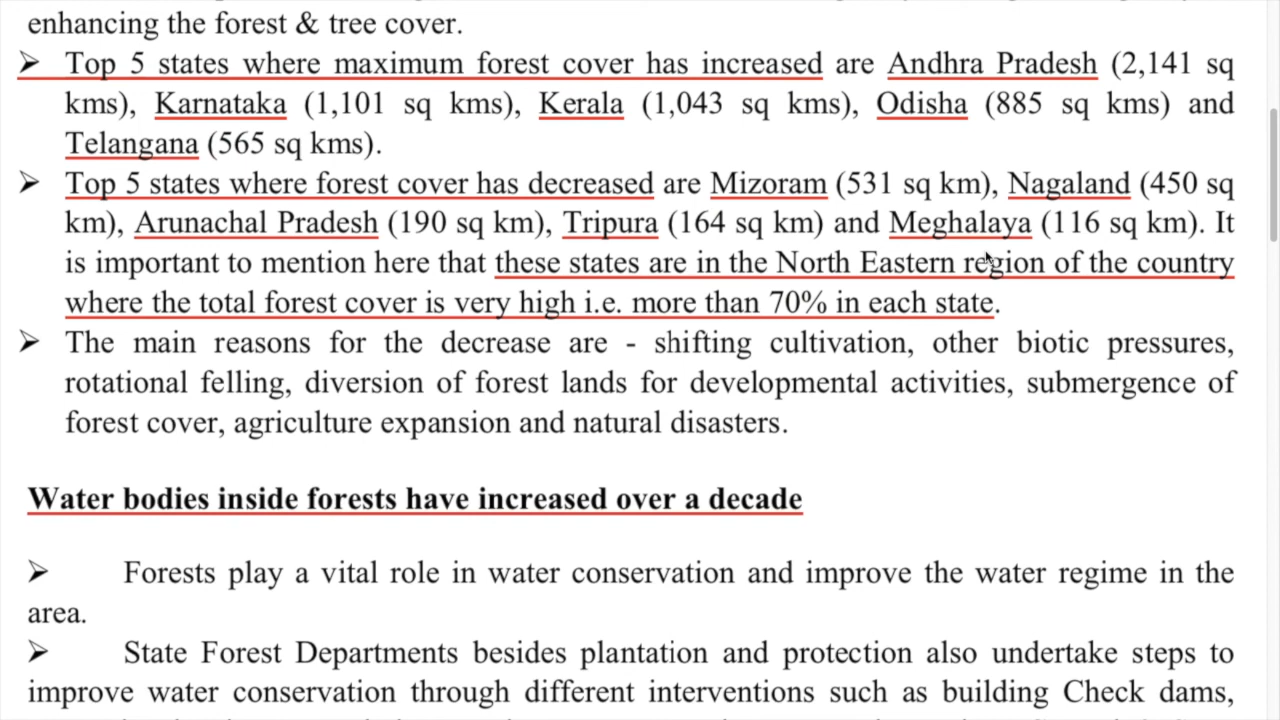 enhancing the forest & tree cover.
➢ Top 5 states where maximum forest cover has increased are Andhra Pradesh (2,141 sq
kms), Karnataka (1,101 sq kms), Kerala (1,043 sq kms), Odisha (885 sq kms) and
Telangana (565 sq kms).
➢ Top 5 states where forest cover has decreased are Mizoram (531 sq km), Nagaland (450 sq
km), Arunachal Pradesh (190 sq km), Tripura (164 sq km) and Meghalaya (116 sq km). It
is important to mention here that these states are in the North Eastern region of the country
where the total forest cover is very high i.e. more than 70% in each state.
➢ The main reasons for the decrease are - shifting cultivation, other biotic pressures,
rotational felling, diversion of forest lands for developmental activities, submergence of
forest cover, agriculture expansion and natural disasters.
Water bodies inside forests have increased over a decade
➢ Forests play a vital role in water conservation and improve the water regime in the
area.
➢ State Forest Departments besides plantation and protection also undertake steps to
improve water conservation through different interventions such as building Check dams,